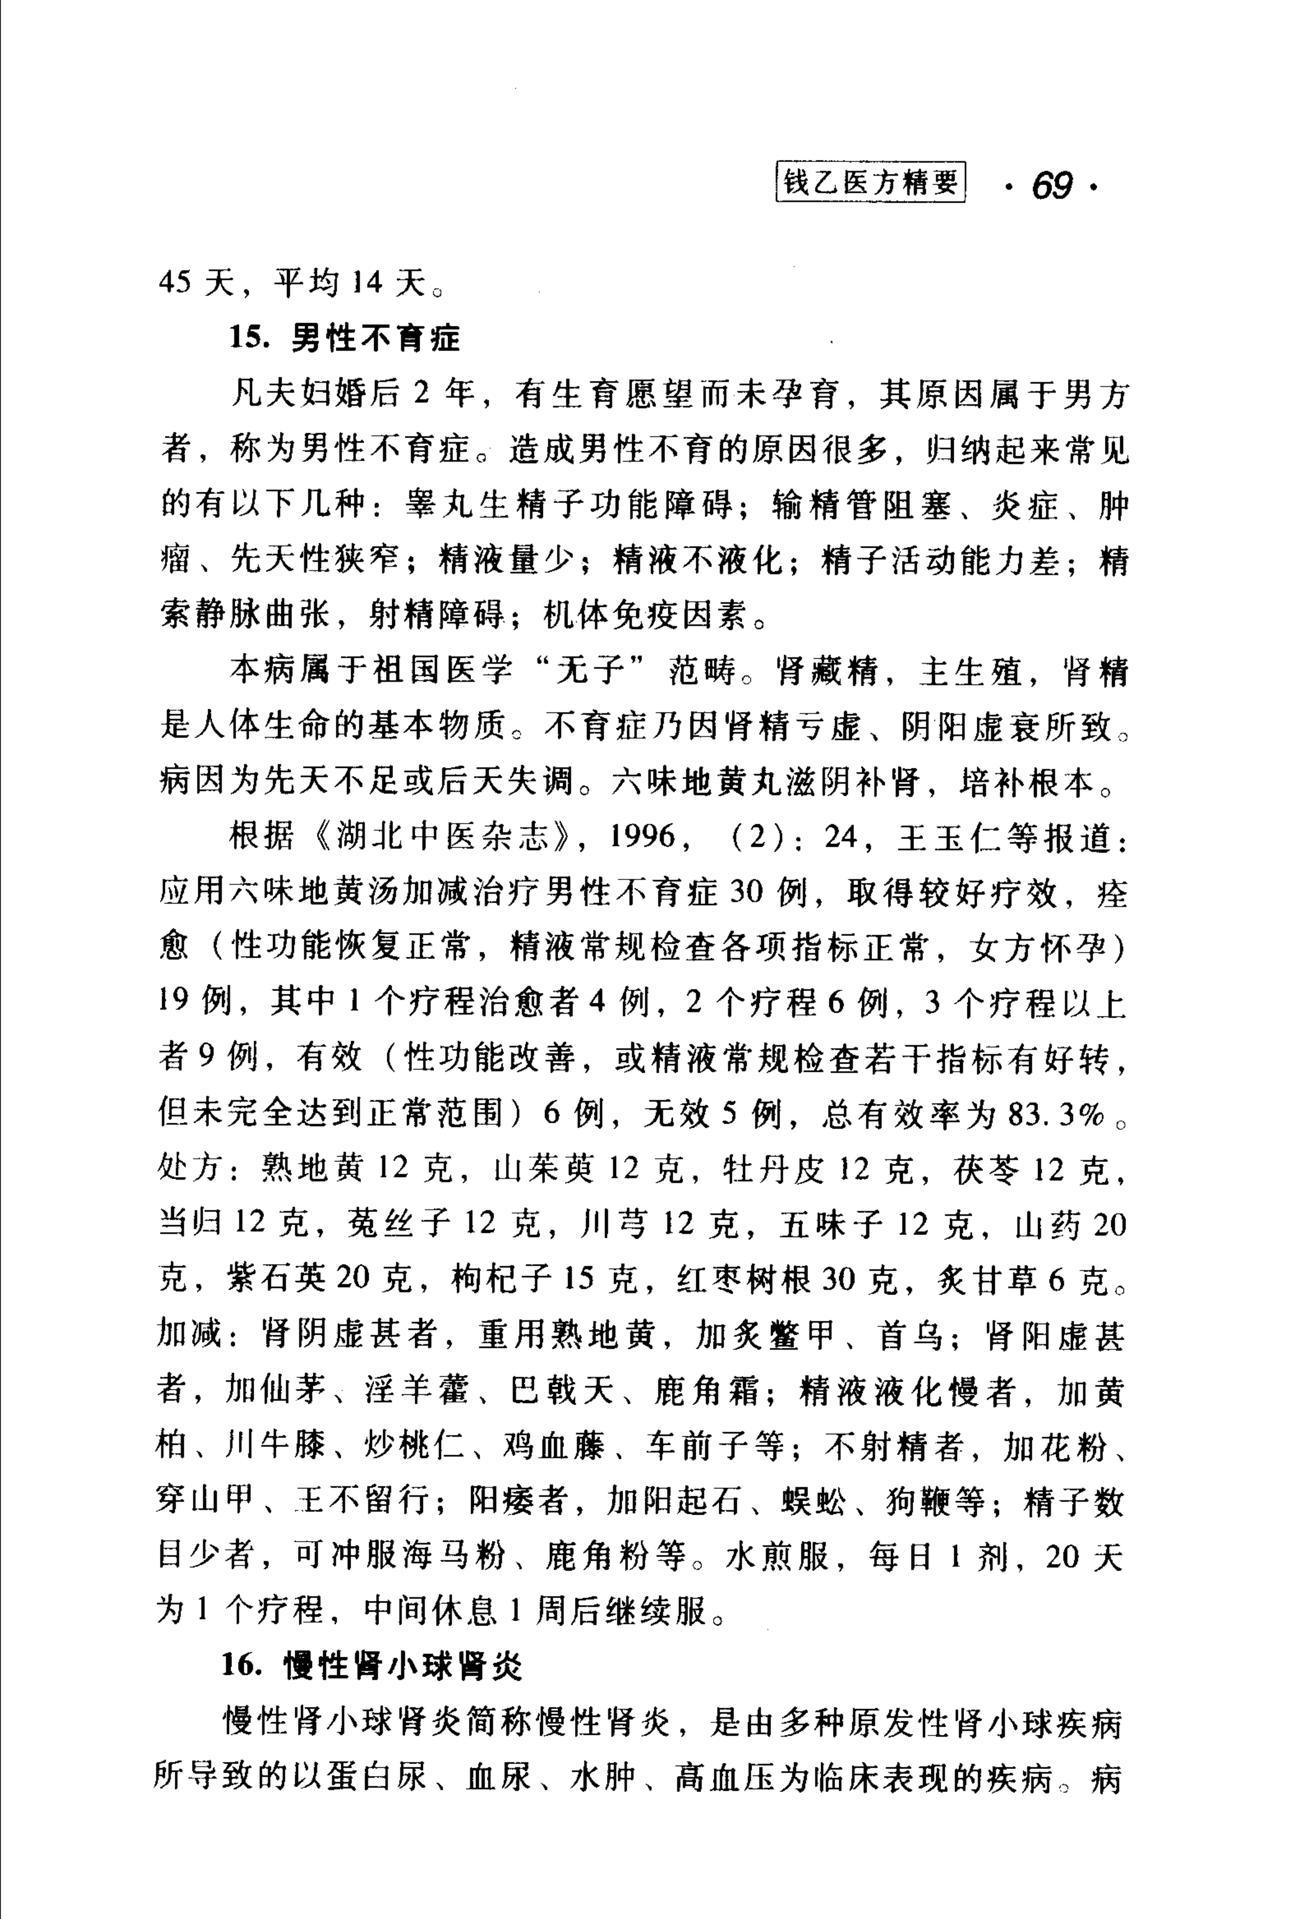 钱乙医方精要 · 69 ·
45 天，平均 14 天。
15. 男性不育症
凡夫妇婚后 2 年，有生育愿望而未孕育，其原因属于男方
者，称为男性不育症。造成男性不育的原因很多，归纳起来常见
的有以下几种：睾丸生精子功能障碍；输精管阻塞、炎症、肿
瘤、先天性狭窄；精液量少；精液不液化；精子活动能力差；精
索静脉曲张，射精障碍；机体免疫因素。
本病属于祖国医学“无子”范畴。肾藏精，主生殖，肾精
是人体生命的基本物质。不育症乃因肾精亏虚、阴阳虚衰所致。
病因为先天不足或后天失调。六味地黄丸滋阴补肾，培补根本。
根据《湖北中医杂志》，1996，（2）：24，王玉仁等报道：
应用六味地黄汤加减治疗男性不育症 30 例，取得较好疗效，痊
愈（性功能恢复正常，精液常规检查各项指标正常，女方怀孕）
19 例，其中 1 个疗程治愈者 4 例，2 个疗程 6 例，3 个疗程以上
者 9 例，有效（性功能改善，或精液常规检查若干指标有好转，
但未完全达到正常范围）6 例，无效 5 例，总有效率为 83.3%。
处方：熟地黄 12 克，山茱萸 12 克，牡丹皮 12 克，茯苓 12 克，
当归 12 克，菟丝子 12 克，川芎 12 克，五味子 12 克，山药 20
克，紫石英 20 克，枸杞子 15 克，红枣树根 30 克，炙甘草 6 克。
加减：肾阴虚甚者，重用熟地黄，加炙鳖甲、首乌；肾阳虚甚
者，加仙茅、淫羊藿、巴戟天、鹿角霜；精液液化慢者，加黄
柏、川牛膝、炒桃仁、鸡血藤、车前子等；不射精者，加花粉、
穿山甲、王不留行；阳痿者，加阳起石、蜈蚣、狗鞭等；精子数
目少者，可冲服海马粉、鹿角粉等。水煎服，每日 1 剂，20 天
为 1 个疗程，中间休息 1 周后继续服。
16. 慢性肾小球肾炎
慢性肾小球肾炎简称慢性肾炎，是由多种原发性肾小球疾病
所导致的以蛋白尿、血尿、水肿、高血压为临床表现的疾病。病